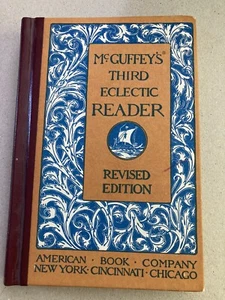 McGUFFEY'S®
THIRD
ECLECTIC
READER
REVISED
EDITION
AMERICAN · BOOK · COMPANY
NEW YORK · CINCINNATI · CHICAGO